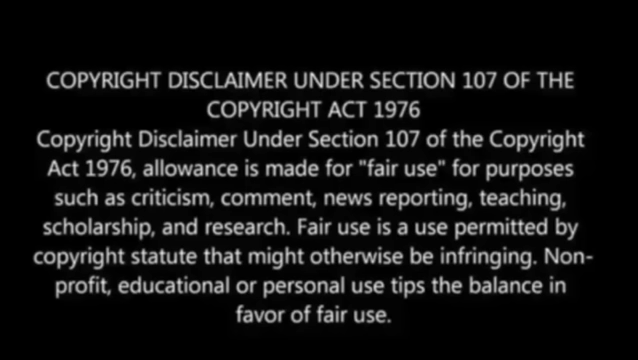 COPYRIGHT DISCLAIMER UNDER SECTION 107 OF THE
COPYRIGHT ACT 1976
Copyright Disclaimer Under Section 107 of the Copyright
Act 1976, allowance is made for "fair use" for purposes
such as criticism, comment, news reporting, teaching,
scholarship, and research. Fair use is a use permitted by
copyright statute that might otherwise be infringing. Non-
profit, educational or personal use tips the balance in
favor of fair use.